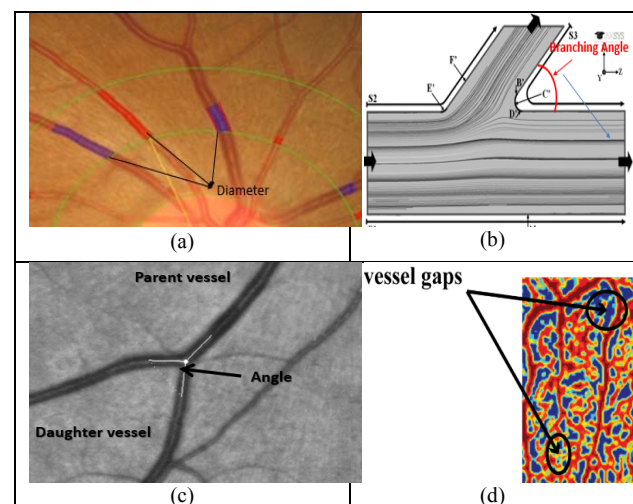 Diameter
(a)
S3
Branching Angle
F'
Y
Z
E'
B'
C'
S2
D'
(b)
Parent vessel
Angle
Daughter vessel
(c)
vessel gaps
(d)